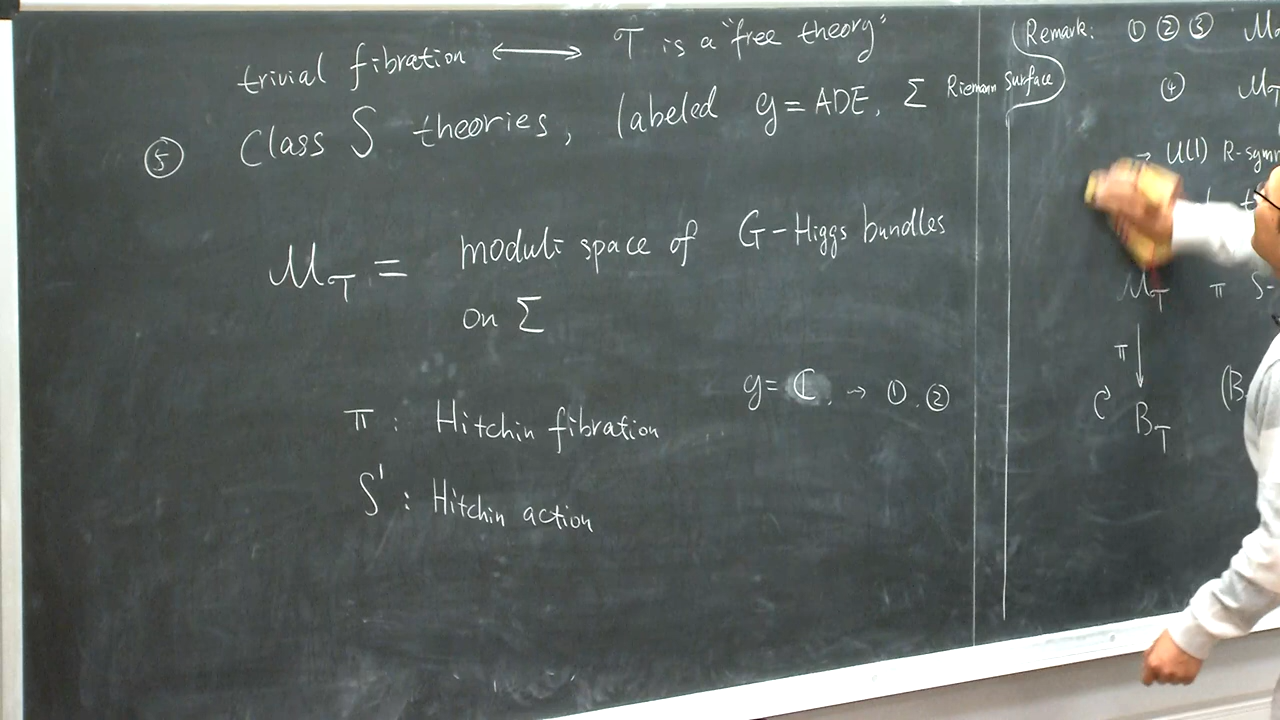 trivial fibration ⟷ T is a "free theory"
⑤ Class S theories, labeled g = ADE, Σ Riemann surface
M_T = moduli space of G-Higgs bundles
on Σ
g = ℂ, → ①, ②
π : Hitchin fibration
S¹ : Hitchin action
(Remark: ① ② ③
④
→ U(1) R-sym
M_T π S-
π ↓
B_T (B